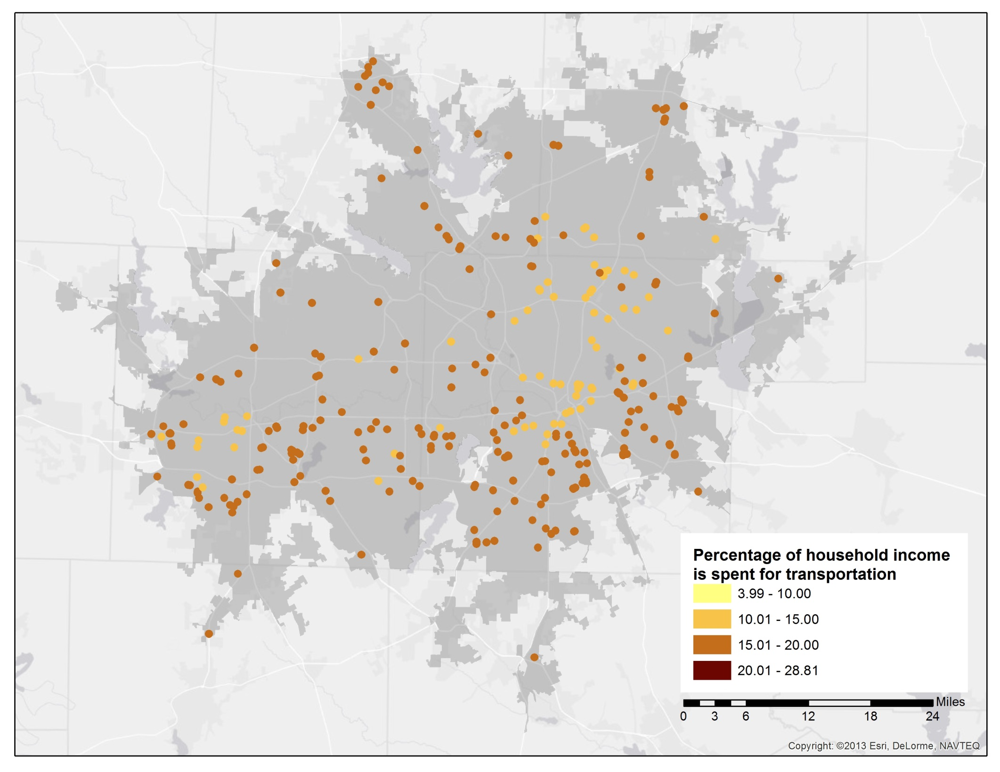 Percentage of household income
is spent for transportation
3.99 - 10.00
10.01 - 15.00
15.01 - 20.00
20.01 - 28.81
Miles
0 3 6 12 18 24
Copyright: ©2013 Esri, DeLorme, NAVTEQ